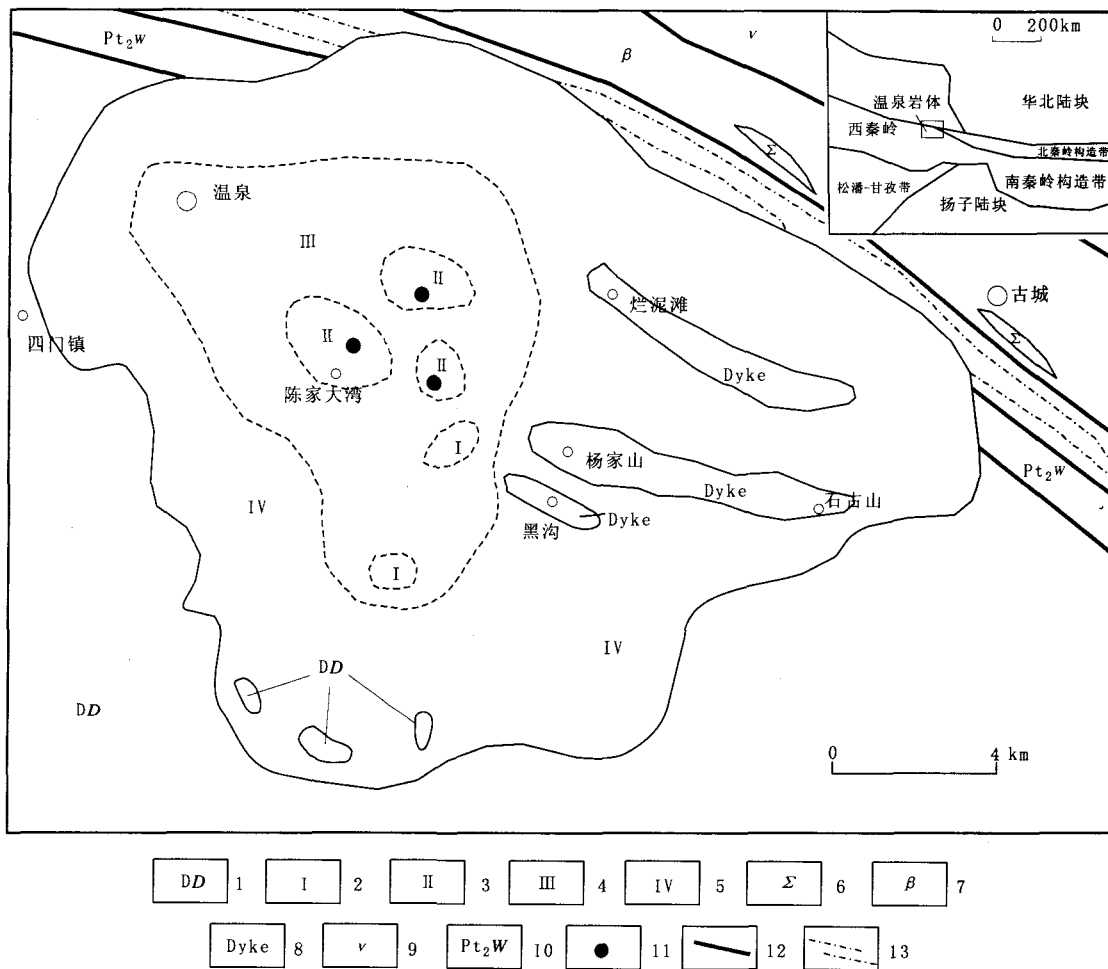 Pt₂W
β
ν
0 200km
温泉岩体
华北陆块
西秦岭
北秦岭构造带
松潘-甘孜带
南秦岭构造带
扬子陆块
Σ
温泉
Ⅲ
Ⅱ
烂泥滩
古城
Σ
四门镇
Ⅱ
Ⅱ
陈家大湾
Dyke
Ⅰ
杨家山
Dyke
石古山
Pt₂W
Ⅳ
黑沟
Dyke
Ⅰ
Ⅳ
DD
DD
0 4 km
DD 1 Ⅰ 2 Ⅱ 3 Ⅲ 4 Ⅳ 5 Σ 6 β 7
Dyke 8 ν 9 Pt₂W 10 11 12 13